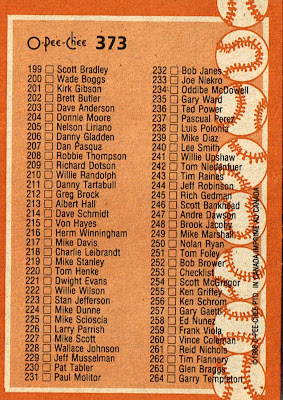 O-Pee-Chee 373
199 Scott Bradley
200 Wade Boggs
201 Kirk Gibson
202 Brett Butler
203 Dave Anderson
204 Donnie Moore
205 Nelson Liriano
206 Danny Gladden
207 Dan Pasqua
208 Robbie Thompson
209 Richard Dotson
210 Willie Randolph
211 Danny Tartabull
212 Greg Brock
213 Albert Hall
214 Dave Schmidt
215 Von Hayes
216 Herm Winningham
217 Mike Davis
218 Charlie Leibrandt
219 Mike Stanley
220 Tom Henke
221 Dwight Evans
222 Willie Wilson
223 Stan Jefferson
224 Mike Dunne
225 Mike Scioscia
226 Larry Parrish
227 Mike Scott
228 Wallace Johnson
229 Jeff Musselman
230 Pat Tabler
231 Paul Molitor
232 Bob James
233 Joe Niekro
234 Oddibe McDowell
235 Gary Ward
236 Ted Power
237 Pascual Perez
238 Luis Polonia
239 Mike Diaz
240 Lee Smith
241 Willie Upshaw
242 Tom Niedenfuer
243 Tim Raines
244 Jeff Robinson
245 Rich Gedman
246 Scott Bankhead
247 Andre Dawson
248 Brook Jacoby
249 Mike Marshall
250 Nolan Ryan
251 Tom Foley
252 Bob Brower
253 Checklist
254 Scott McGregor
255 Ken Griffey
256 Ken Schrom
257 Gary Gaetti
258 Ed Nunez
259 Frank Viola
260 Vince Coleman
261 Reid Nichols
262 Tim Flannery
263 Glenn Braggs
264 Garry Templeton
O-PEE-CHEE PTD. IN CANADA IMPRIMÉ AU CANADA